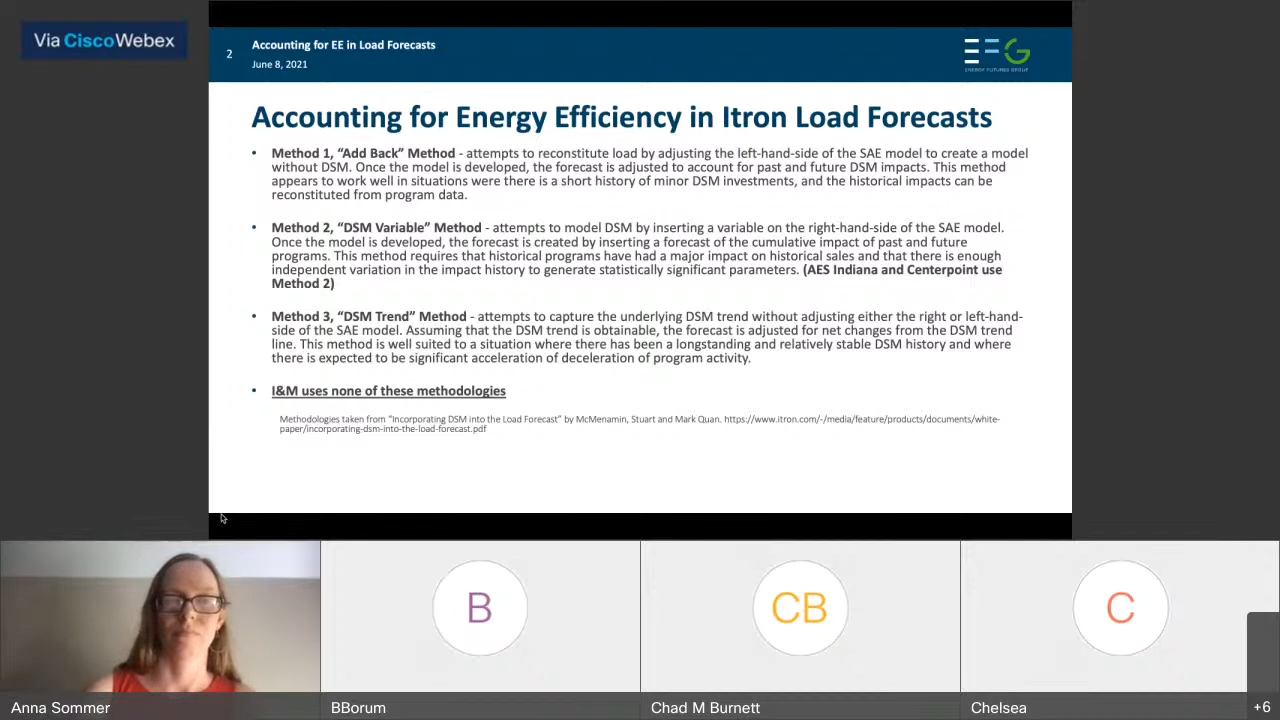 Via CiscoWebex
2
Accounting for EE in Load Forecasts
June 8, 2021
ENERGY FUTURES GROUP
Accounting for Energy Efficiency in Itron Load Forecasts
• Method 1, “Add Back” Method - attempts to reconstitute load by adjusting the left-hand-side of the SAE model to create a model
without DSM. Once the model is developed, the forecast is adjusted to account for past and future DSM impacts. This method
appears to work well in situations were there is a short history of minor DSM investments, and the historical impacts can be
reconstituted from program data.
• Method 2, “DSM Variable” Method - attempts to model DSM by inserting a variable on the right-hand-side of the SAE model.
Once the model is developed, the forecast is created by inserting a forecast of the cumulative impact of past and future
programs. This method requires that historical programs have had a major impact on historical sales and that there is enough
independent variation in the impact history to generate statistically significant parameters. (AES Indiana and Centerpoint use
Method 2)
• Method 3, “DSM Trend” Method - attempts to capture the underlying DSM trend without adjusting either the right or left-hand-
side of the SAE model. Assuming that the DSM trend is obtainable, the forecast is adjusted for net changes from the DSM trend
line. This method is well suited to a situation where there has been a longstanding and relatively stable DSM history and where
there is expected to be significant acceleration of deceleration of program activity.
• I&M uses none of these methodologies
Methodologies taken from “Incorporating DSM into the Load Forecast” by McMenamin, Stuart and Mark Quan. https://www.itron.com/-/media/feature/products/documents/white-
paper/incorporating-dsm-into-the-load-forecast.pdf
B
CB
C
Anna Sommer
BBorum
Chad M Burnett
Chelsea
+6